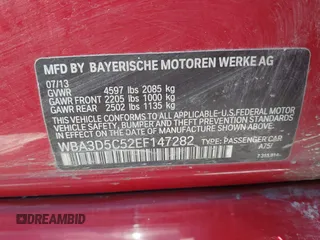 MFD BY BAYERISCHE MOTOREN WERKE AG
07/13
GVWR 4597 lbs 2085 kg
GAWR FRONT 2205 lbs 1000 kg
GAWR REAR 2502 lbs 1135 kg
THIS VEHICLE CONFORMS TO ALL APPLICABLE U.S.FEDERAL MOTOR
VEHICLE SAFETY, BUMPER, AND THEFT PREVENTION
STANDARDS IN EFFECT ON THE DATE OF MANUFACTURE SHOWN ABOVE.
WBA3D5C52EF147282 TYPE: PASSENGER CAR
A75/
DREAMBID